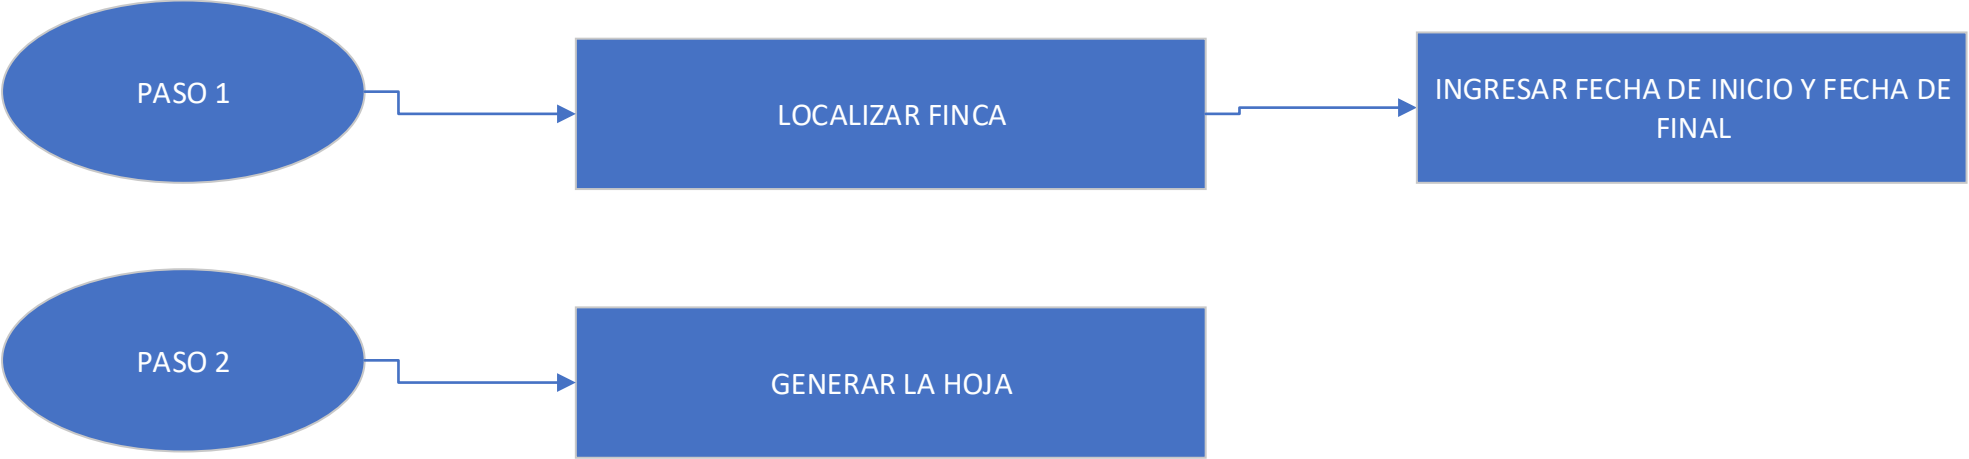 PASO 1
LOCALIZAR FINCA
INGRESAR FECHA DE INICIO Y FECHA DE
FINAL
PASO 2
GENERAR LA HOJA